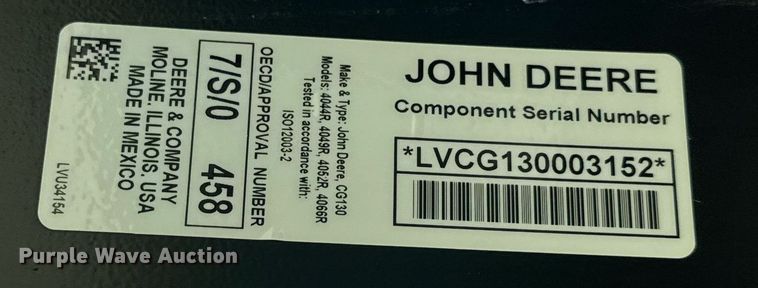 JOHN DEERE
Component Serial Number
*LVCG130003152*
Make & Type: John Deere, CG130
Models: 4044R, 4049R, 4052R, 4066R
Tested in accordance with:
ISO12003-2
OECD/APPROVAL NUMBER
7/S/0 458
DEERE & COMPANY
MOLINE, ILLINOIS, USA
MADE IN MEXICO
LVU34154
Purple Wave Auction